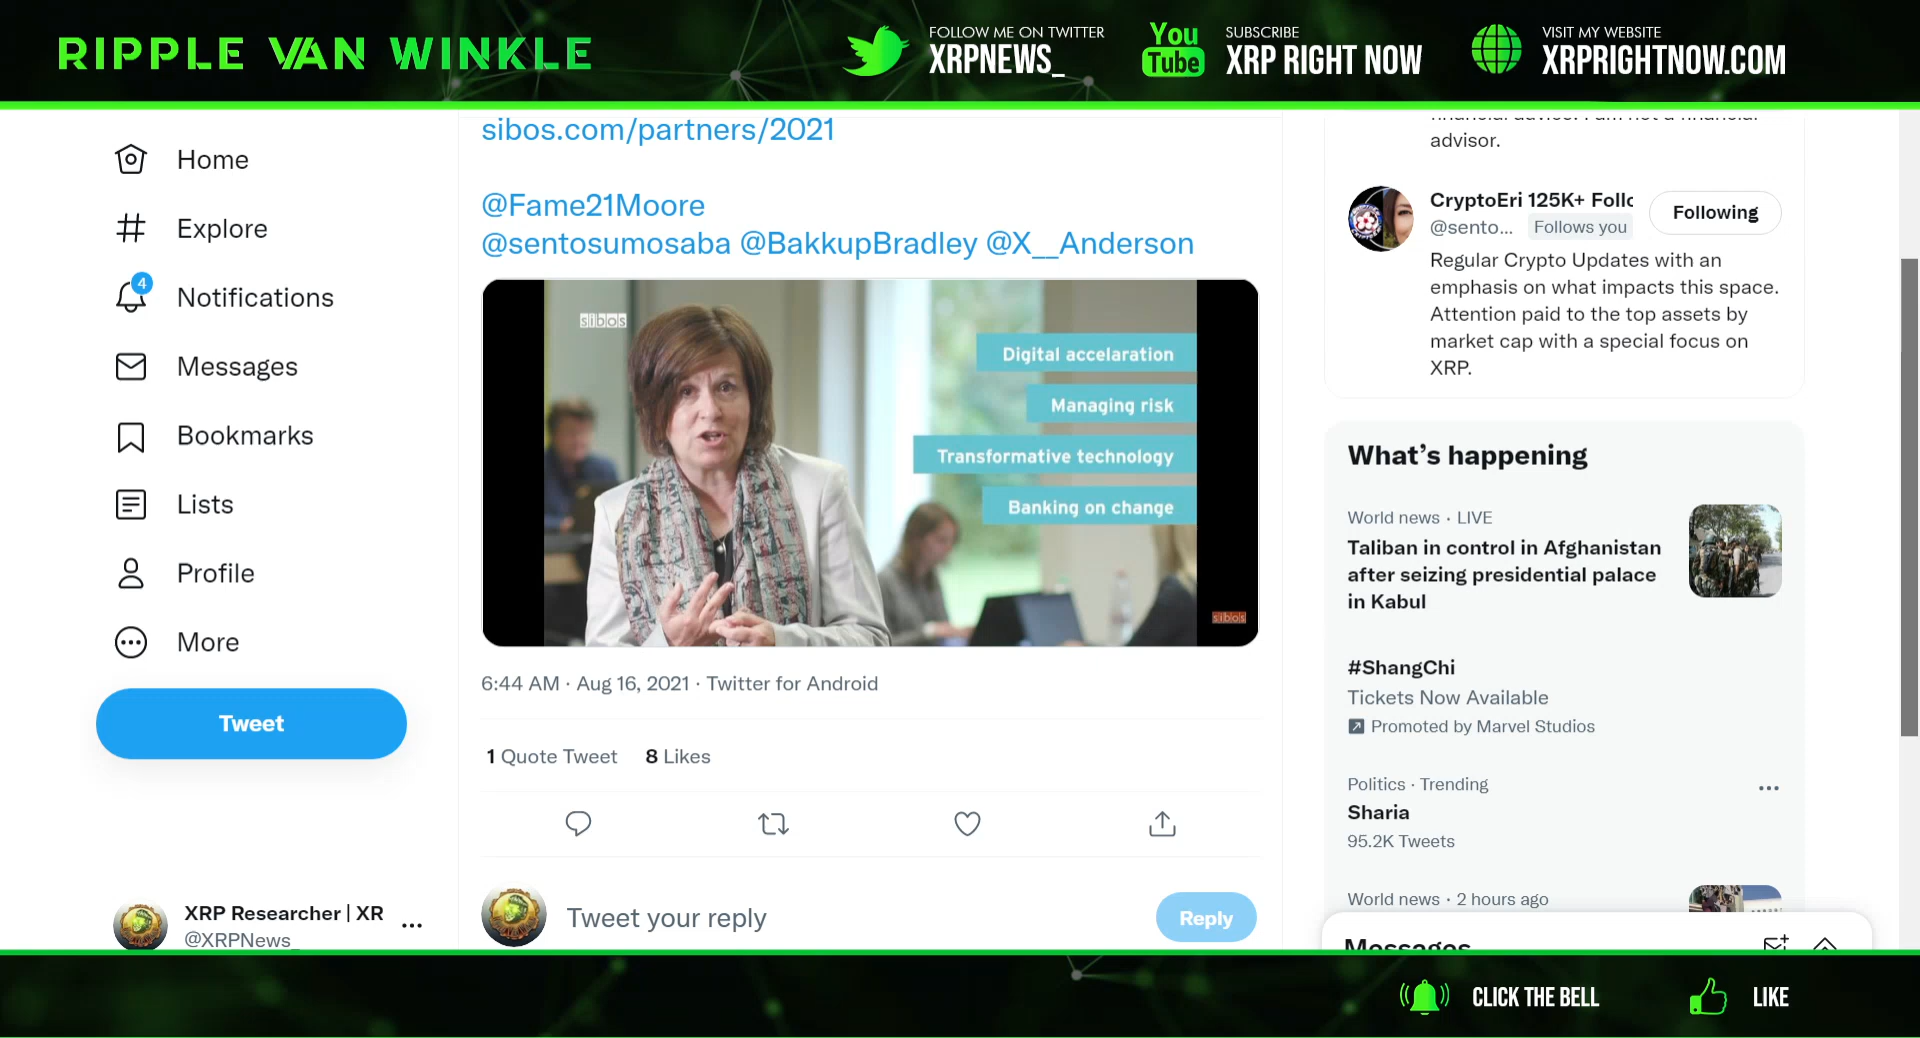 RIPPLE VAN WINKLE
FOLLOW ME ON TWITTER
XRPNEWS_
You
Tube
SUBSCRIBE
XRP RIGHT NOW
VISIT MY WEBSITE
XRPRIGHTNOW.COM
Home
Explore
4
Notifications
Messages
Bookmarks
Lists
Profile
More
Tweet
XRP Researcher | XR
@XRPNews_
sibos.com/partners/2021
@Fame21Moore
@sentosumosaba @BakkupBradley @X__Anderson
sibos
Digital accelaration
Managing risk
Transformative technology
Banking on change
sibos
6:44 AM · Aug 16, 2021 · Twitter for Android
1 Quote Tweet 8 Likes
Tweet your reply
Reply
financial advice. I am not a financial
advisor.
CryptoEri 125K+ Follo
@sento... Follows you
Following
Regular Crypto Updates with an
emphasis on what impacts this space.
Attention paid to the top assets by
market cap with a special focus on
XRP.
What's happening
World news · LIVE
Taliban in control in Afghanistan
after seizing presidential palace
in Kabul
#ShangChi
Tickets Now Available
Promoted by Marvel Studios
Politics · Trending
Sharia
95.2K Tweets
World news · 2 hours ago
Messages
CLICK THE BELL
LIKE